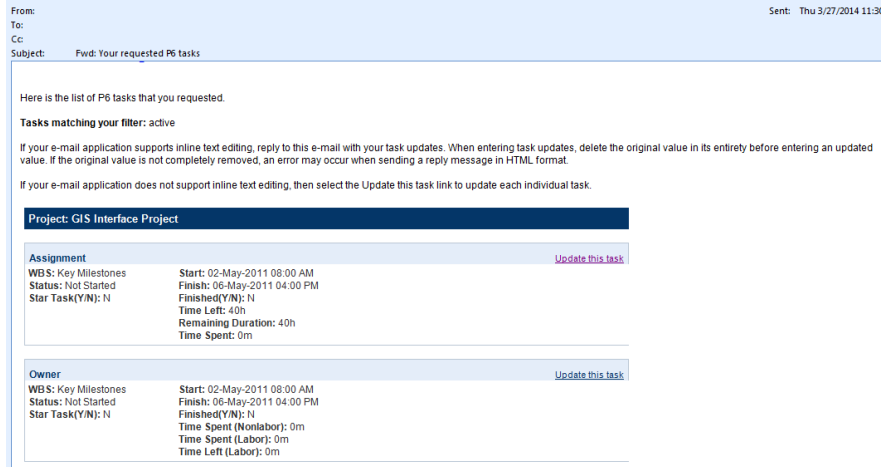 From:
Sent: Thu 3/27/2014 11:30
To:
Cc:
Subject: Fwd: Your requested P6 tasks
Here is the list of P6 tasks that you requested.
Tasks matching your filter: active
If your e-mail application supports inline text editing, reply to this e-mail with your task updates. When entering task updates, delete the original value in its entirety before entering an updated
value. If the original value is not completely removed, an error may occur when sending a reply message in HTML format.
If your e-mail application does not support inline text editing, then select the Update this task link to update each individual task.
Project: GIS Interface Project
Assignment
Update this task
WBS: Key Milestones
Status: Not Started
Star Task(Y/N): N
Start: 02-May-2011 08:00 AM
Finish: 06-May-2011 04:00 PM
Finished(Y/N): N
Time Left: 40h
Remaining Duration: 40h
Time Spent: 0m
Owner
Update this task
WBS: Key Milestones
Status: Not Started
Star Task(Y/N): N
Start: 02-May-2011 08:00 AM
Finish: 06-May-2011 04:00 PM
Finished(Y/N): N
Time Spent (Nonlabor): 0m
Time Spent (Labor): 0m
Time Left (Labor): 0m